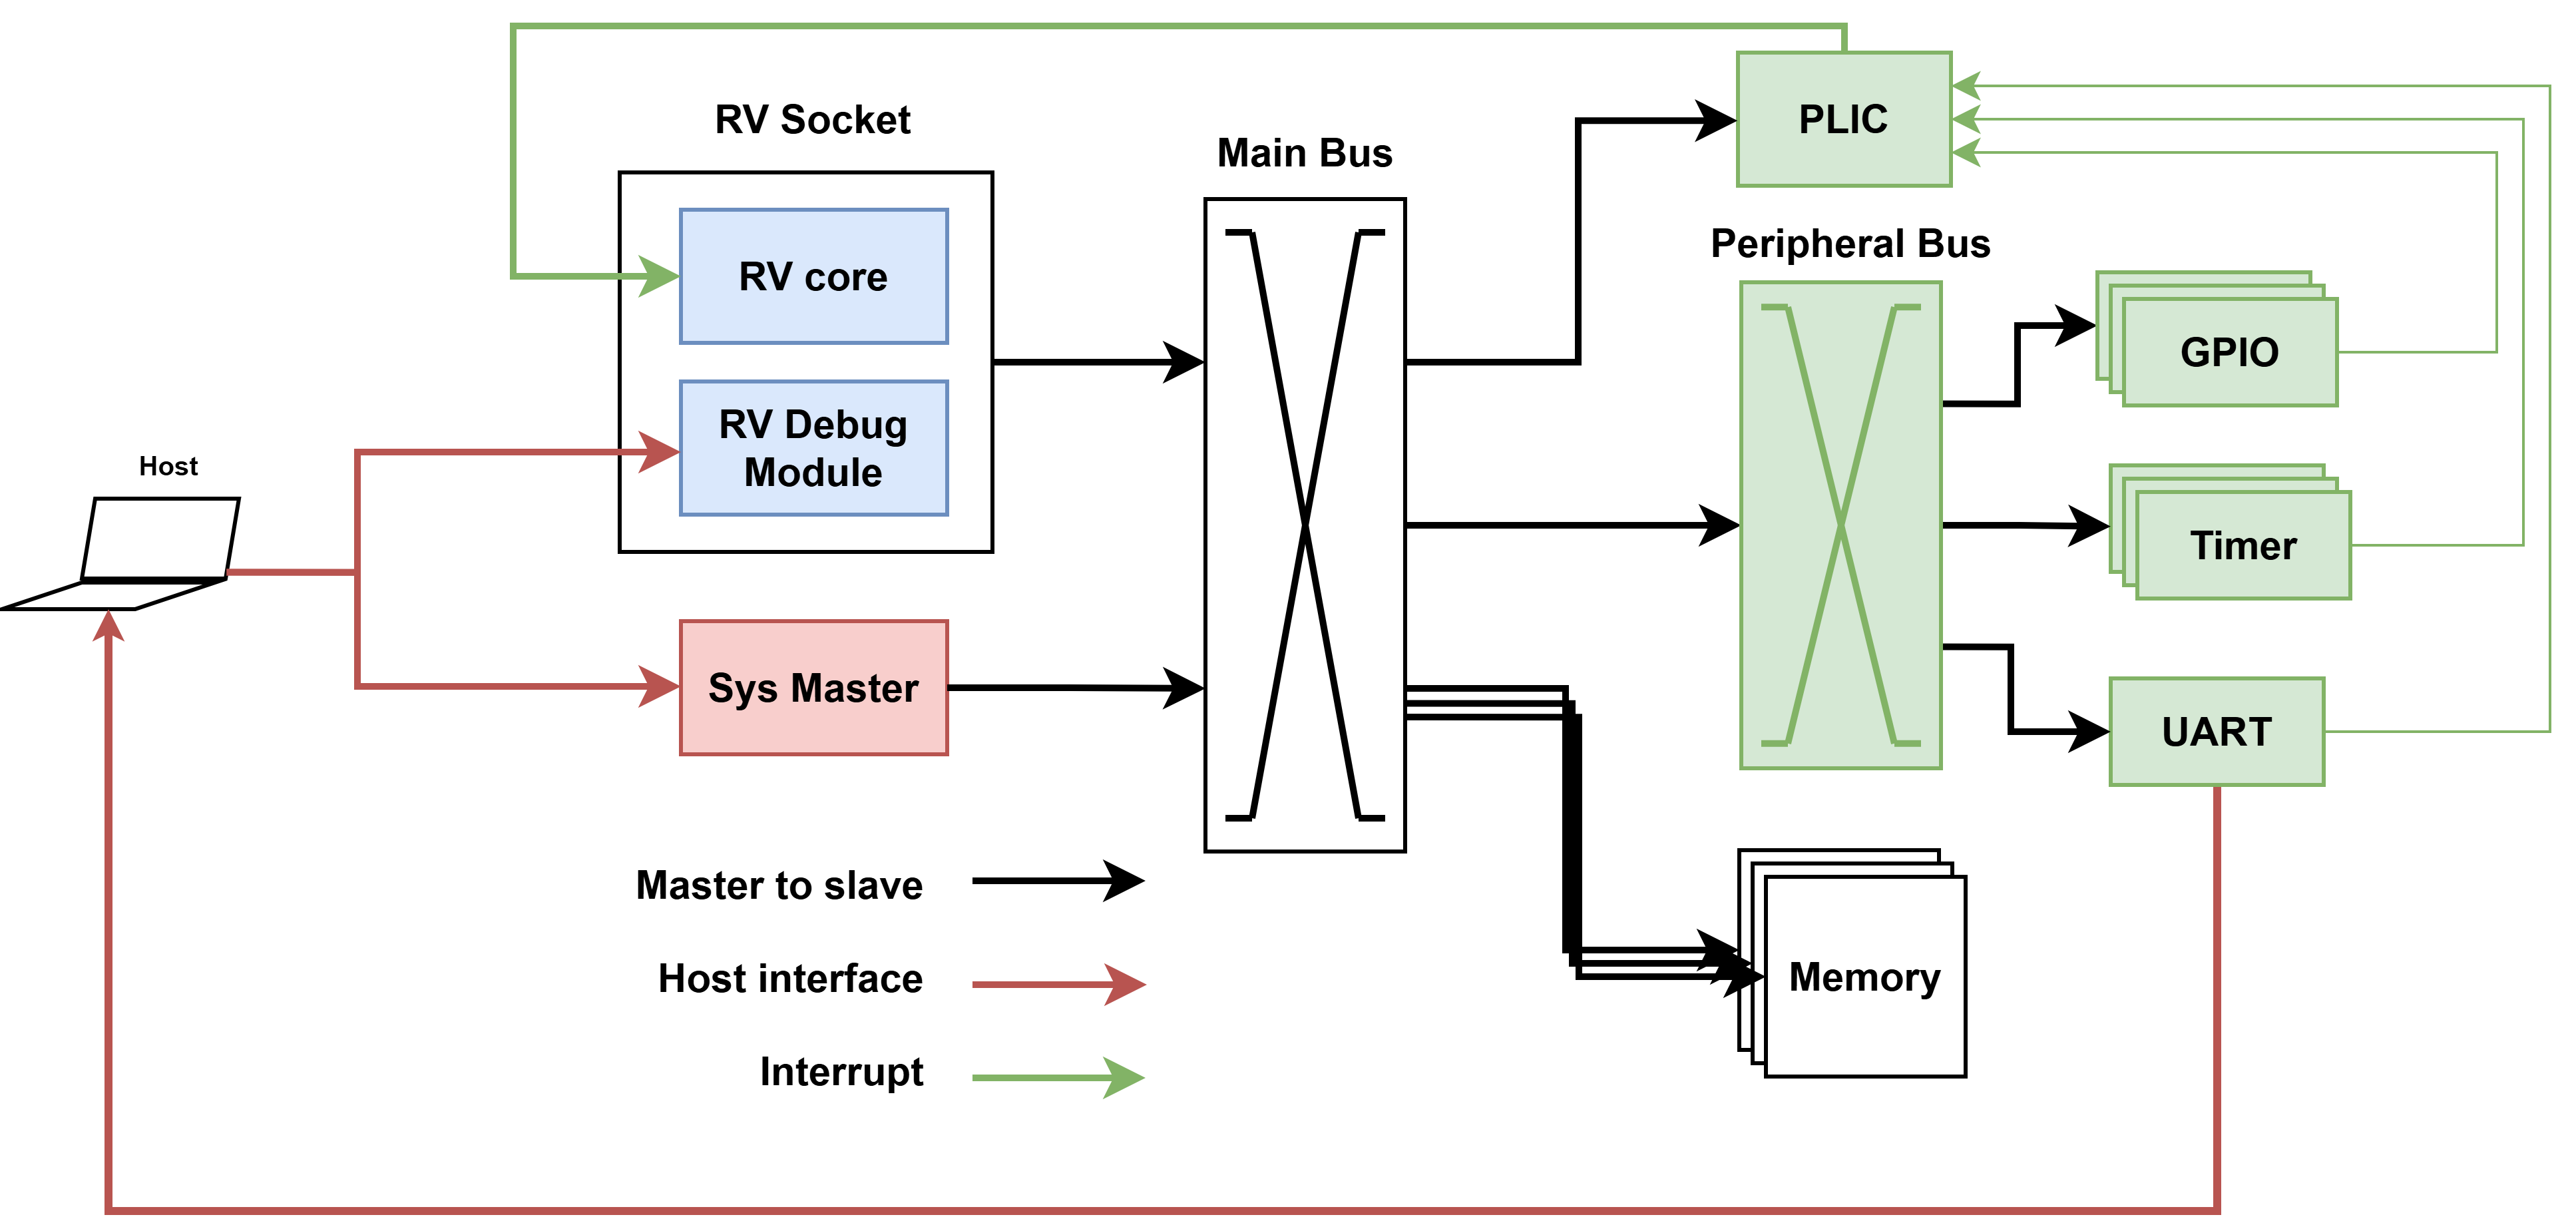 RV Socket
PLIC
Main Bus
RV core
Peripheral Bus
GPIO
RV Debug
Module
Host
Timer
Sys Master
UART
Master to slave
Host interface
Memory
Interrupt